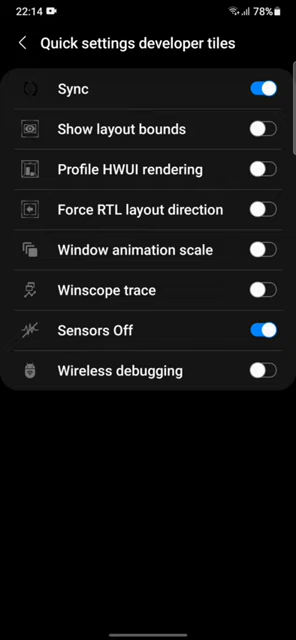 22:14 78%
Quick settings developer tiles
Sync
Show layout bounds
Profile HWUI rendering
Force RTL layout direction
Window animation scale
Winscope trace
Sensors Off
Wireless debugging